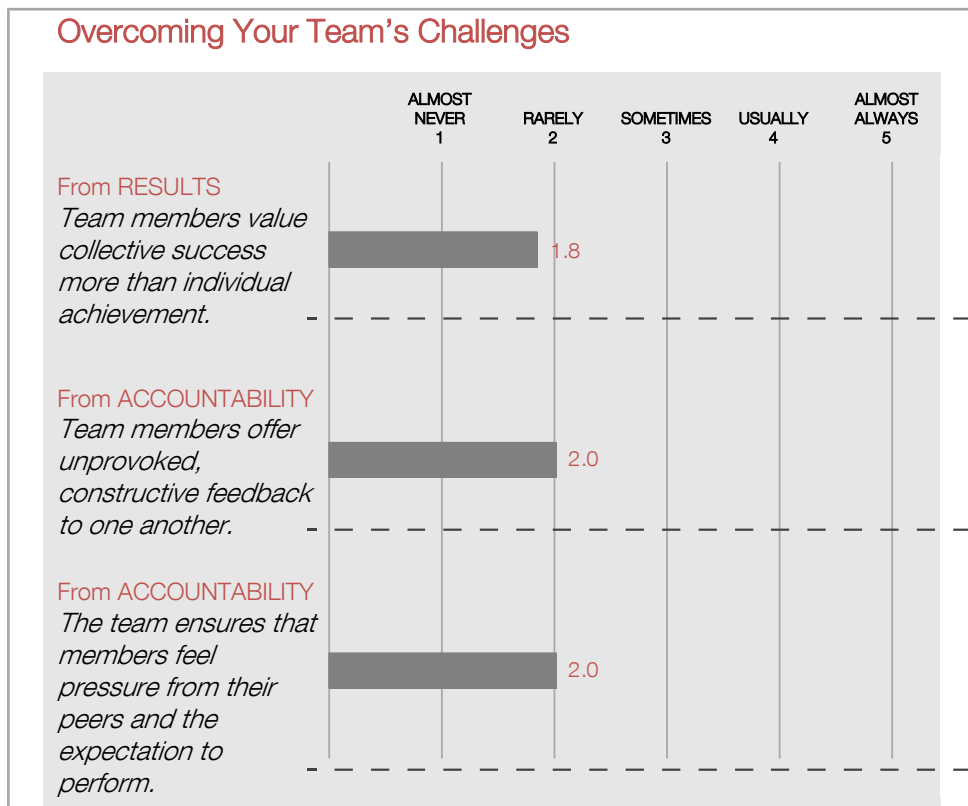 Overcoming Your Team's Challenges
ALMOST
NEVER
1
RARELY
2
SOMETIMES
3
USUALLY
4
ALMOST
ALWAYS
5
From RESULTS
Team members value
collective success
more than individual
achievement.
1.8
From ACCOUNTABILITY
Team members offer
unprovoked,
constructive feedback
to one another.
2.0
From ACCOUNTABILITY
The team ensures that
members feel
pressure from their
peers and the
expectation to
perform.
2.0